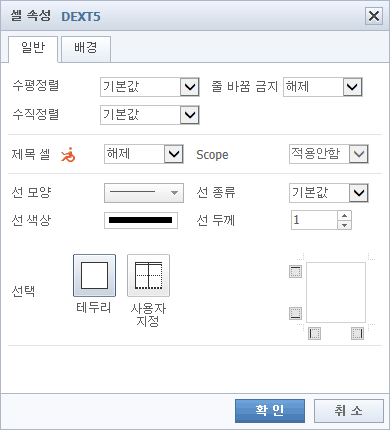 셀 속성 DEXT5
일반 배경
수평정렬 기본값 줄 바꿈 금지 해제
수직정렬 기본값
제목 셀 해제 Scope 적용안함
선 모양 선 종류 기본값
선 색상 선 두께 1
선택 테두리 사용자
지정
확 인 취 소